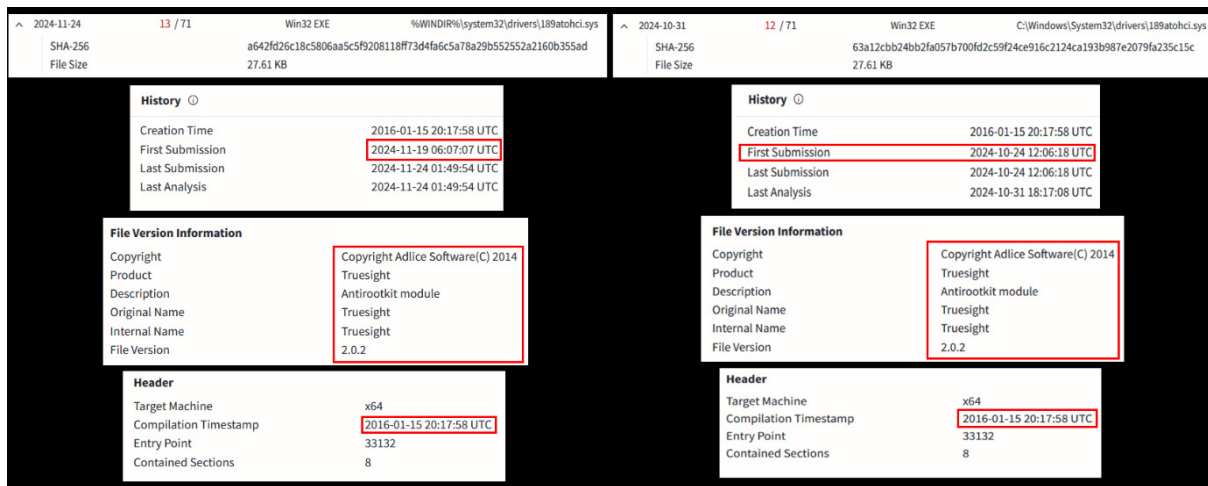 2024-11-24 13 / 71 Win32 EXE %WINDIR%\system32\drivers\189atohci.sys
SHA-256 a642fd26c18c5806aa5c5f9208118ff73d4fa6c5a78a29b552552a2160b355ad
File Size 27.61 KB
History
Creation Time 2016-01-15 20:17:58 UTC
First Submission 2024-11-19 06:07:07 UTC
Last Submission 2024-11-24 01:49:54 UTC
Last Analysis 2024-11-24 01:49:54 UTC
File Version Information
Copyright Copyright Adlice Software(C) 2014
Product Truesight
Description Antirootkit module
Original Name Truesight
Internal Name Truesight
File Version 2.0.2
Header
Target Machine x64
Compilation Timestamp 2016-01-15 20:17:58 UTC
Entry Point 33132
Contained Sections 8
2024-10-31 12 / 71 Win32 EXE C:\Windows\System32\drivers\189atohci.sys
SHA-256 63a12cbb24bb2fa057b700fd2c59f24ce916c2124ca193b987e2079fa235c15c
File Size 27.61 KB
History
Creation Time 2016-01-15 20:17:58 UTC
First Submission 2024-10-24 12:06:18 UTC
Last Submission 2024-10-24 12:06:18 UTC
Last Analysis 2024-10-31 18:17:08 UTC
File Version Information
Copyright Copyright Adlice Software(C) 2014
Product Truesight
Description Antirootkit module
Original Name Truesight
Internal Name Truesight
File Version 2.0.2
Header
Target Machine x64
Compilation Timestamp 2016-01-15 20:17:58 UTC
Entry Point 33132
Contained Sections 8